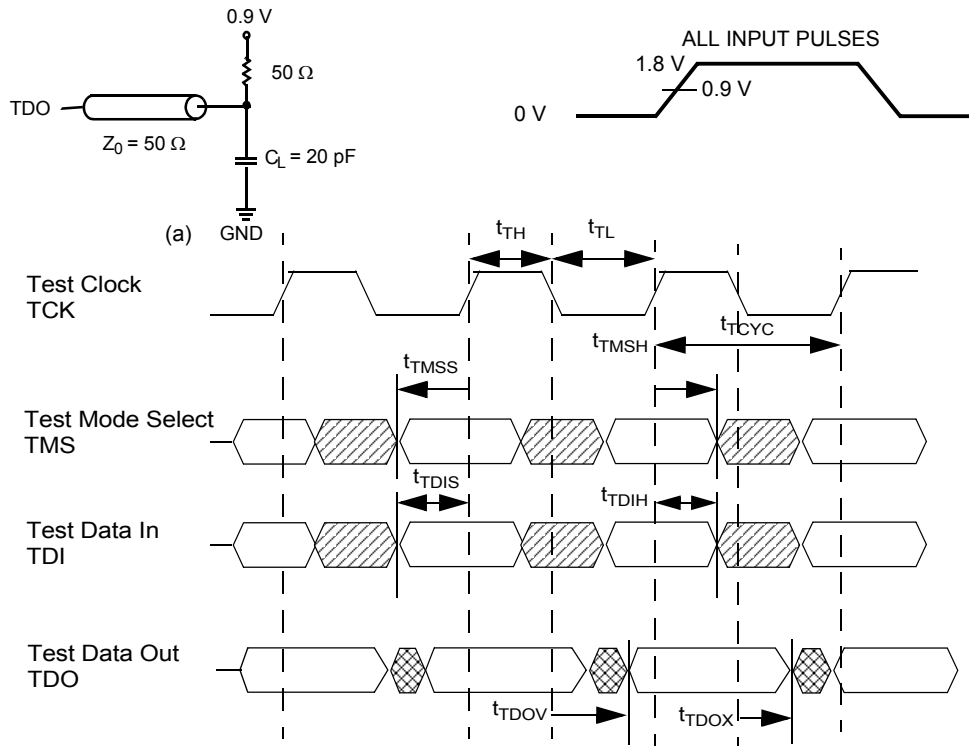 0.9 V
50 Ω
TDO
Z0 = 50 Ω
CL = 20 pF
(a)
GND
ALL INPUT PULSES
1.8 V
0.9 V
0 V
tTH
tTL
Test Clock
TCK
tTCYC
tTMSH
tTMSS
Test Mode Select
TMS
tTDIS
tTDIH
Test Data In
TDI
Test Data Out
TDO
tTDOV
tTDOX